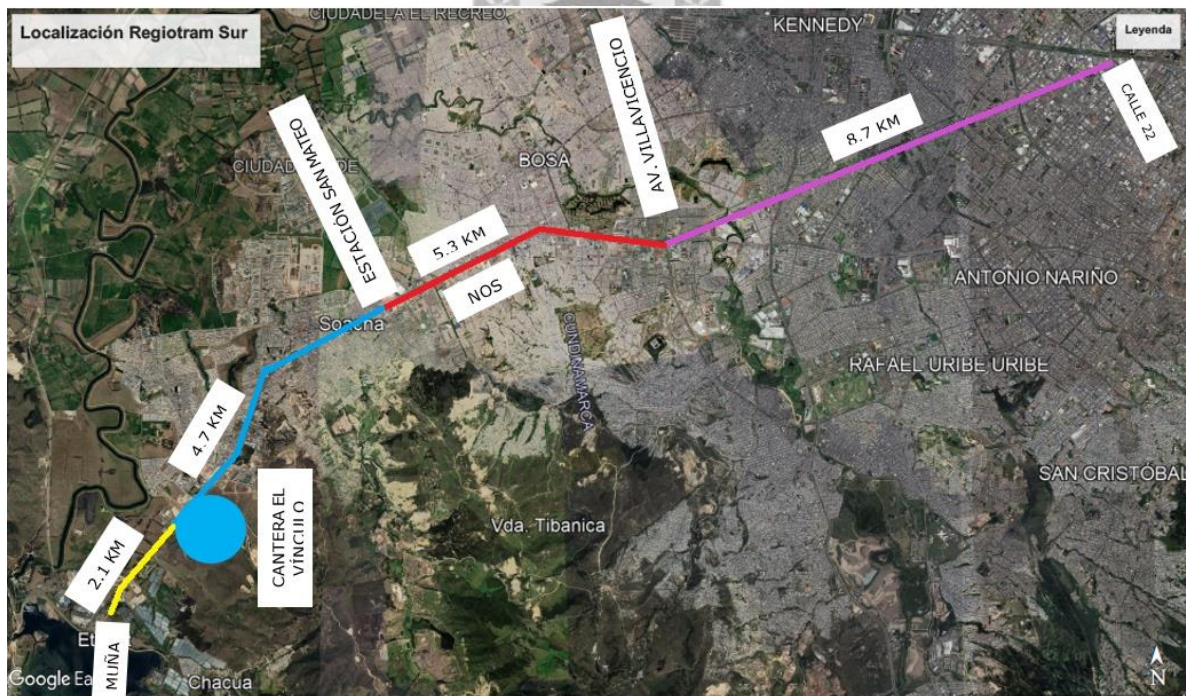 CIUDADELA EL RECREO
Localización Regiotram Sur
KENNEDY
Leyenda
AV. VILLAVICENCIO
CALLE 22
8.7 KM
ESTACIÓN SAN MATEO
BOSA
5.3 KM
NOS
ANTONIO NARIÑO
Soacha
CUNDINAMARCA
RAFAEL URIBE URIBE
4.7 KM
SAN CRISTÓBAL
CANTERA EL
VÍNCULO
Vda. Tibanica
2.1 KM
MUÑA
Chacua
Google
N